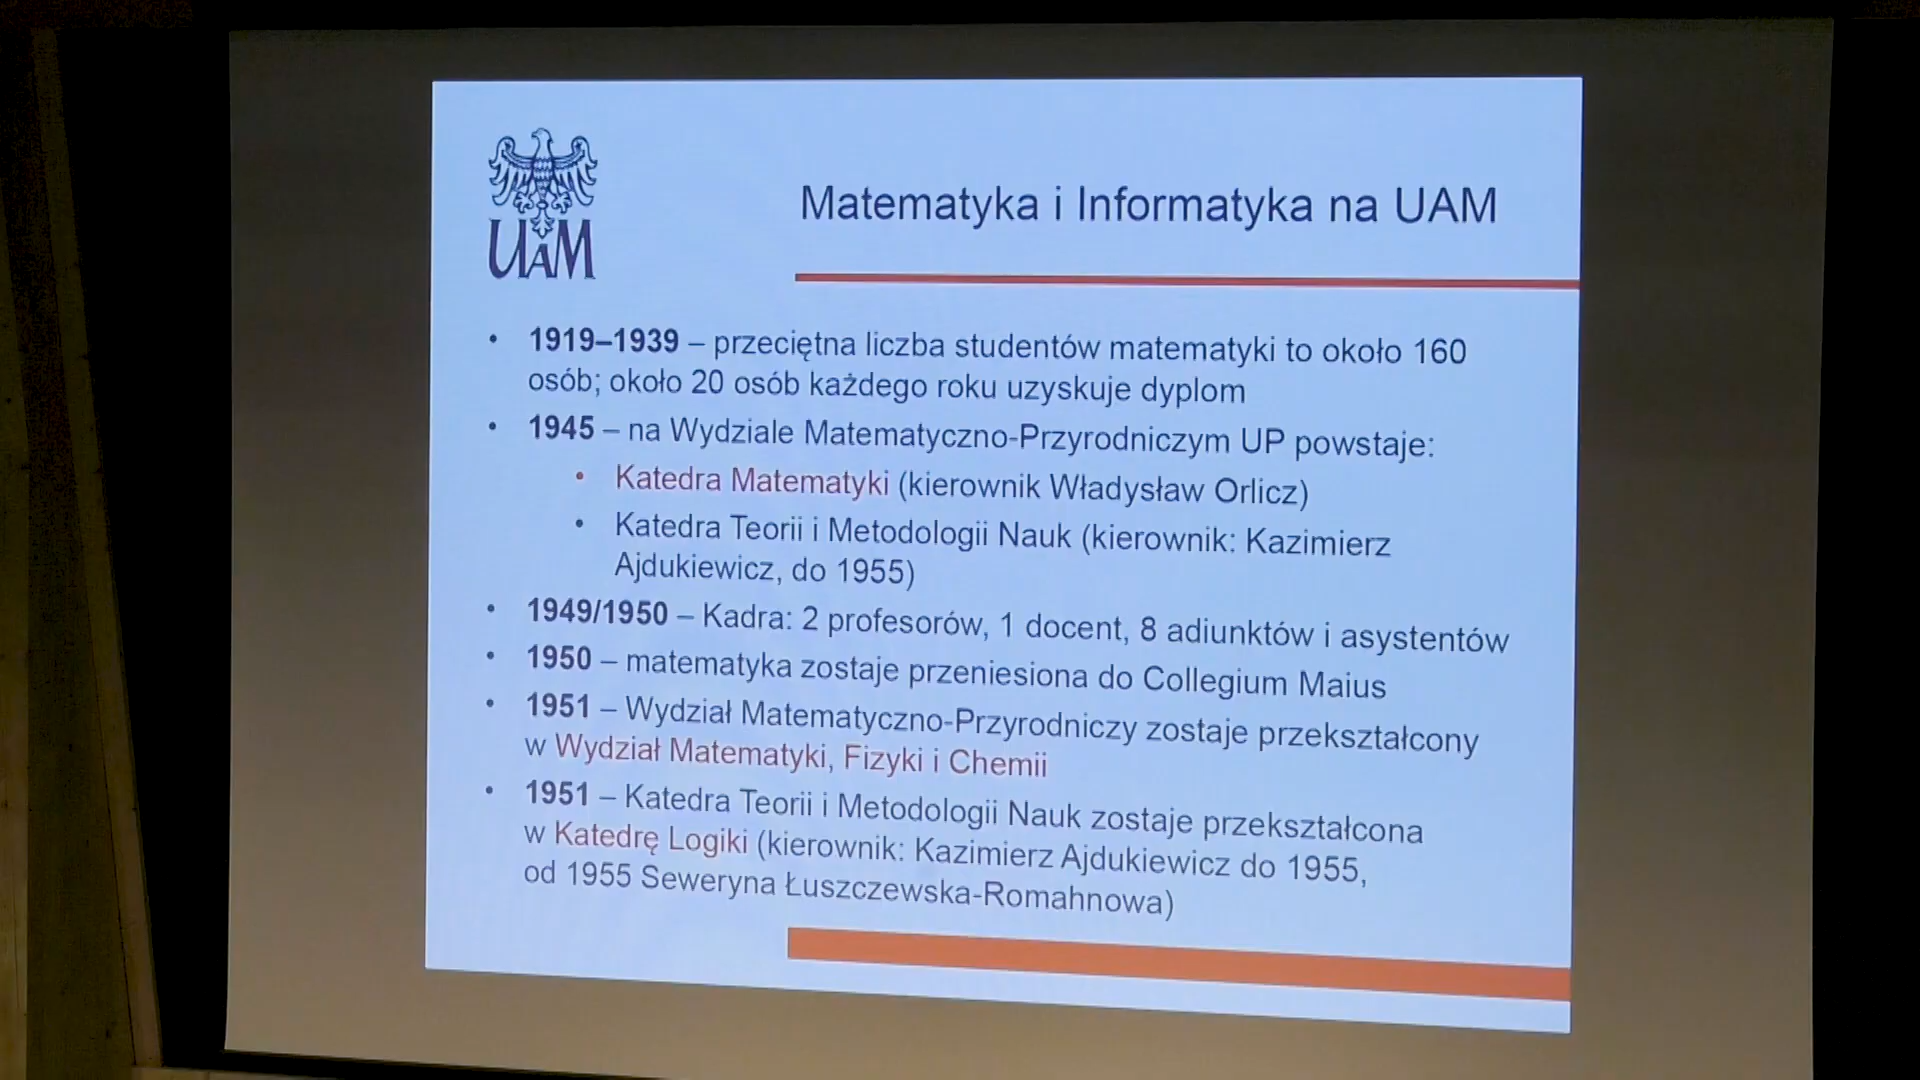 UAM
Matematyka i Informatyka na UAM
• 1919–1939 – przeciętna liczba studentów matematyki to około 160
osób; około 20 osób każdego roku uzyskuje dyplom
• 1945 – na Wydziale Matematyczno-Przyrodniczym UP powstaje:
• Katedra Matematyki (kierownik Władysław Orlicz)
• Katedra Teorii i Metodologii Nauk (kierownik: Kazimierz
Ajdukiewicz, do 1955)
• 1949/1950 – Kadra: 2 profesorów, 1 docent, 8 adiunktów i asystentów
• 1950 – matematyka zostaje przeniesiona do Collegium Maius
• 1951 – Wydział Matematyczno-Przyrodniczy zostaje przekształcony
w Wydział Matematyki, Fizyki i Chemii
• 1951 – Katedra Teorii i Metodologii Nauk zostaje przekształcona
w Katedrę Logiki (kierownik: Kazimierz Ajdukiewicz do 1955,
od 1955 Seweryna Łuszczewska-Romahnowa)